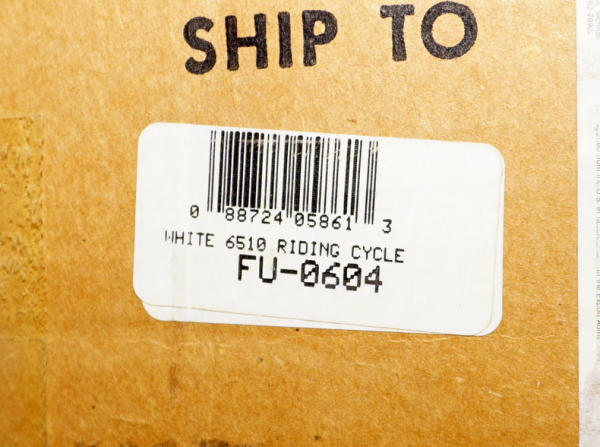 SHIP TO
0 88724 05861 3
WHITE 6510 RIDING CYCLE
FU-0604